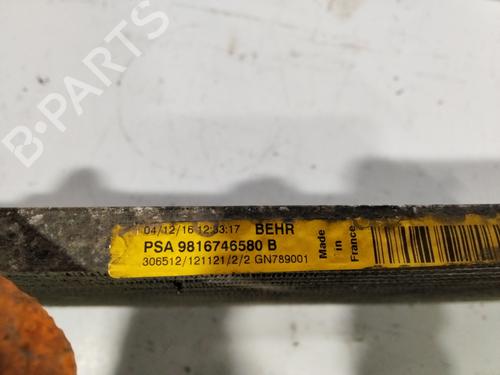 B-PARTS
04/12/16 12:33:17 BEHR
PSA 9816746580 B
306512/121121/2/2 GN789001
Made
in
France